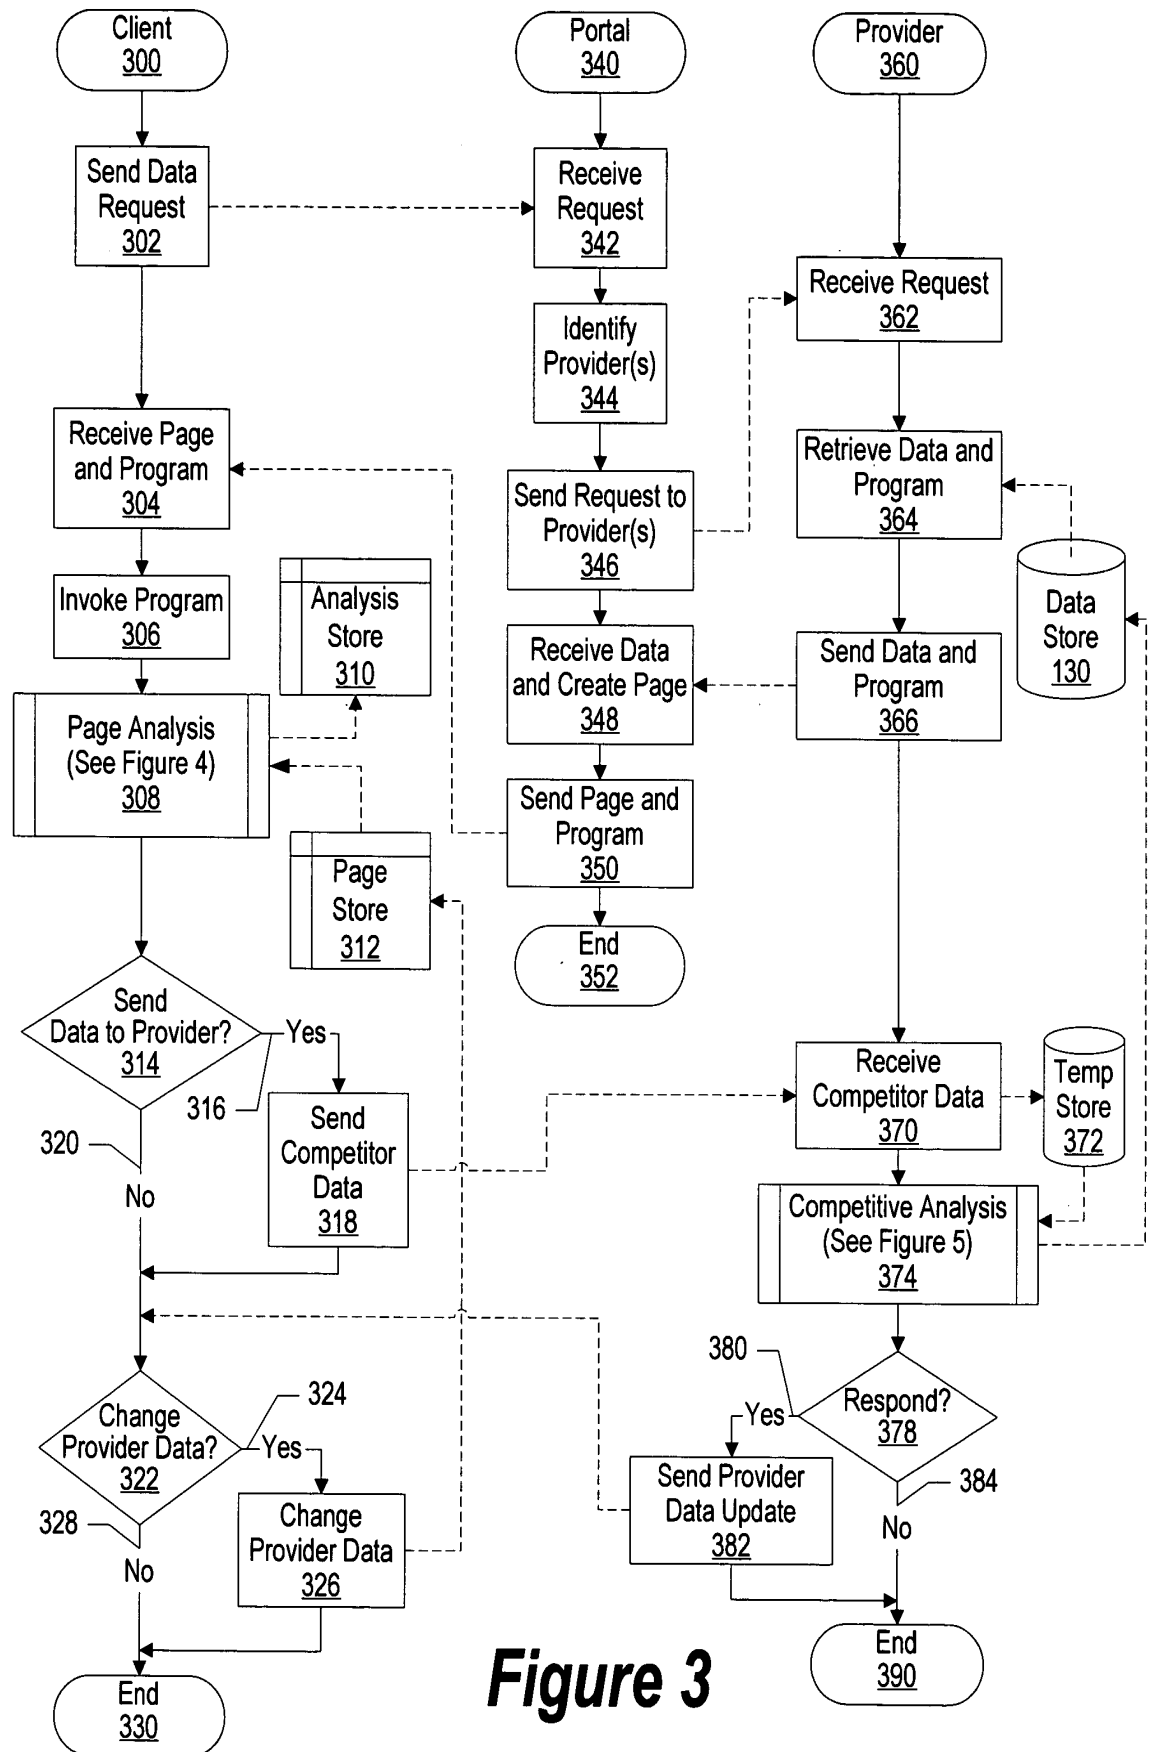 Client
300
Send Data
Request
302
Receive Page
and Program
304
Invoke Program
306
Page Analysis
(See Figure 4)
308
Analysis
Store
310
Page
Store
312
Send
Data to Provider?
314
Yes
316
Send
Competitor
Data
318
320
No
Change
Provider Data?
322
324
Yes
Change
Provider Data
326
328
No
End
330
Portal
340
Receive
Request
342
Identify
Provider(s)
344
Send Request to
Provider(s)
346
Receive Data
and Create Page
348
Send Page and
Program
350
End
352
Provider
360
Receive Request
362
Retrieve Data and
Program
364
Data
Store
130
Send Data and
Program
366
Receive
Competitor Data
370
Temp
Store
372
Competitive Analysis
(See Figure 5)
374
Respond?
378
380
Yes
Send Provider
Data Update
382
384
No
End
390
Figure 3